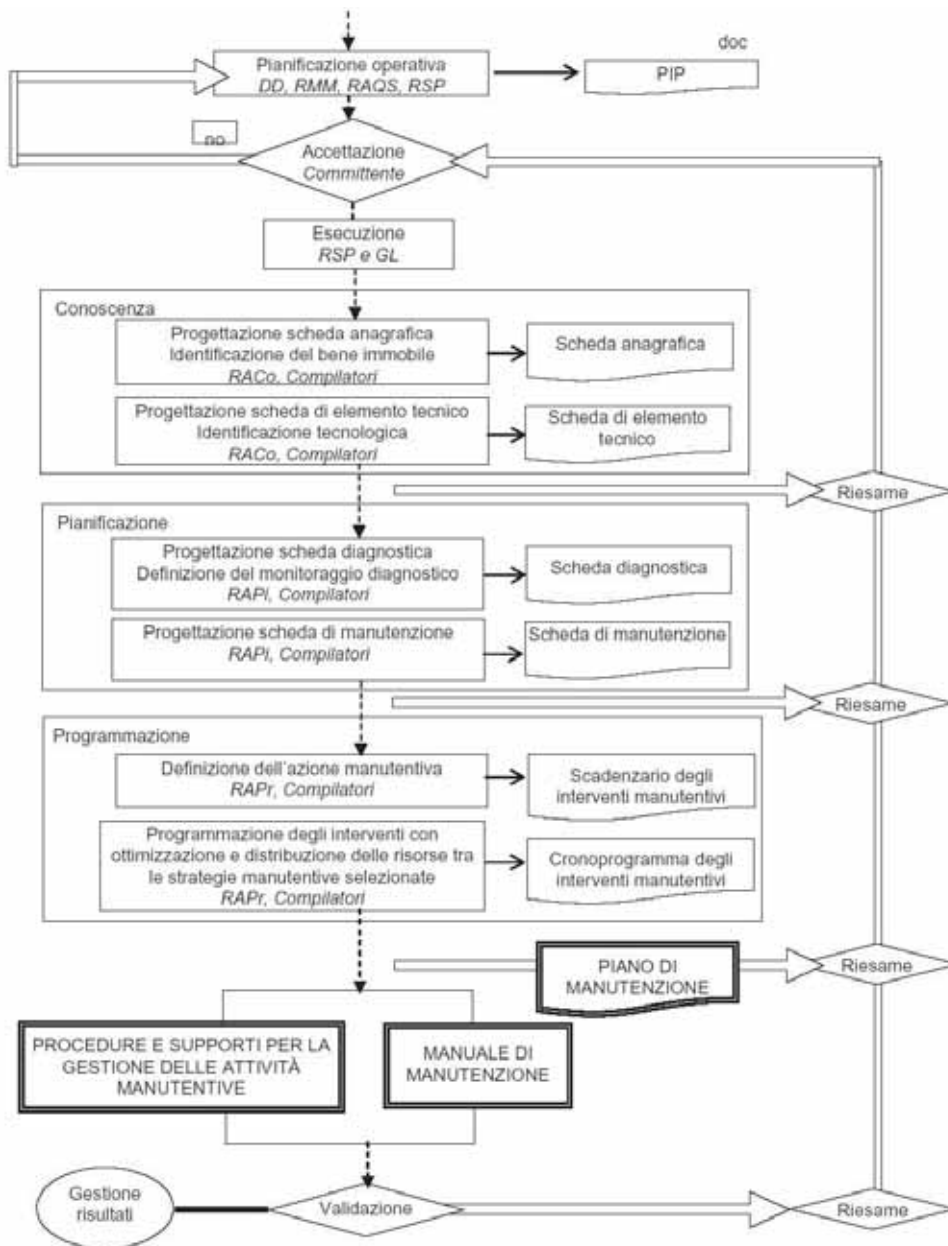 doc
Pianificazione operativa
DD, RMM, RAQS, RSP
PIP
no
Accettazione
Committente
Esecuzione
RSP e GL
Conoscenza
Progettazione scheda anagrafica
Identificazione del bene immobile
RACo, Compilatori
Scheda anagrafica
Progettazione scheda di elemento tecnico
Identificazione tecnologica
RACo, Compilatori
Scheda di elemento
tecnico
Riesame
Pianificazione
Progettazione scheda diagnostica
Definizione del monitoraggio diagnostico
RAPi, Compilatori
Scheda diagnostica
Progettazione scheda di manutenzione
RAPi, Compilatori
Scheda di manutenzione
Riesame
Programmazione
Definizione dell'azione manutentiva
RAPr, Compilatori
Scadenzario degli
interventi manutentivi
Programmazione degli interventi con
ottimizzazione e distribuzione delle risorse tra
le strategie manutentive selezionate
RAPr, Compilatori
Cronoprogramma degli
interventi manutentivi
PIANO DI
MANUTENZIONE
Riesame
PROCEDURE E SUPPORTI PER LA
GESTIONE DELLE ATTIVITÀ
MANUTENTIVE
MANUALE DI
MANUTENZIONE
Gestione
risultati
Validazione
Riesame